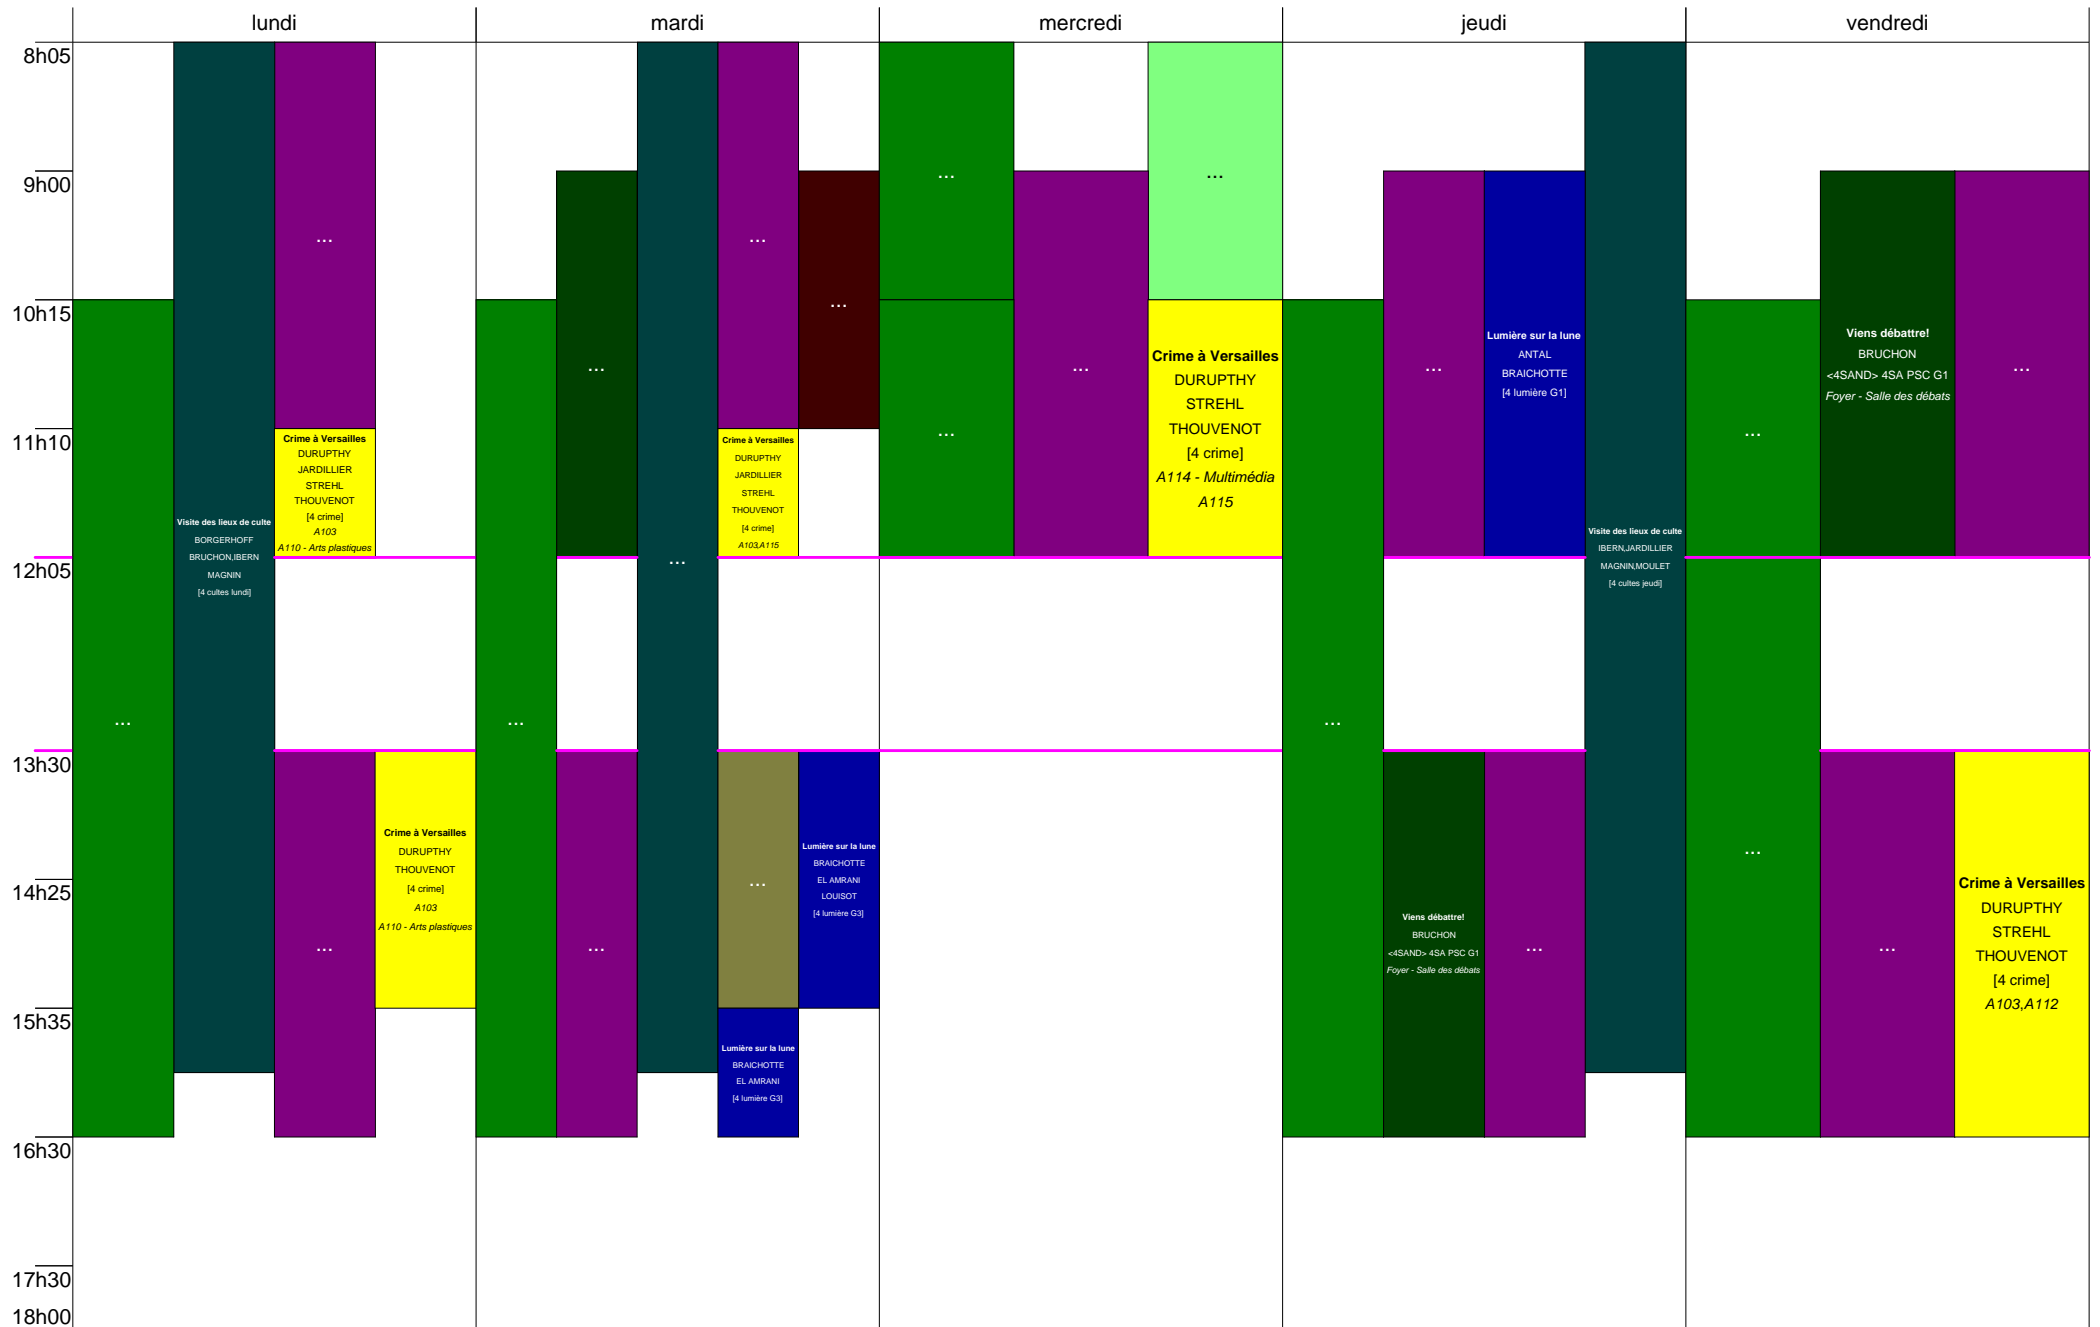 lundi
mardi
mercredi
jeudi
vendredi
8h05
9h00
10h15
11h10
12h05
13h30
14h25
15h35
16h30
17h30
18h00
...
Visite des lieux de culte
BORGERHOFF
BRUCHON,IBERN
MAGNIN
[4 cultes lundi]
...
Crime à Versailles
DURUPTHY
JARDILLIER
STREHL
THOUVENOT
[4 crime]
A103
A110 - Arts plastiques
...
Crime à Versailles
DURUPTHY
THOUVENOT
[4 crime]
A103
A110 - Arts plastiques
...
...
...
...
...
Crime à Versailles
DURUPTHY
JARDILLIER
STREHL
THOUVENOT
[4 crime]
A103,A115
...
Lumière sur la lune
BRAICHOTTE
EL AMRANI
[4 lumière G3]
...
Lumière sur la lune
BRAICHOTTE
EL AMRANI
LOUISOT
[4 lumière G3]
...
...
...
...
Crime à Versailles
DURUPTHY
STREHL
THOUVENOT
[4 crime]
A114 - Multimédia
A115
...
...
Viens débattre!
BRUCHON
<4SAND> 4SA PSC G1
Foyer - Salle des débats
Lumière sur la lune
ANTAL
BRAICHOTTE
[4 lumière G1]
...
Visite des lieux de culte
IBERN,JARDILLIER
MAGNIN,MOULET
[4 cultes jeudi]
...
...
Viens débattre!
BRUCHON
<4SAND> 4SA PSC G1
Foyer - Salle des débats
...
...
Crime à Versailles
DURUPTHY
STREHL
THOUVENOT
[4 crime]
A103,A112